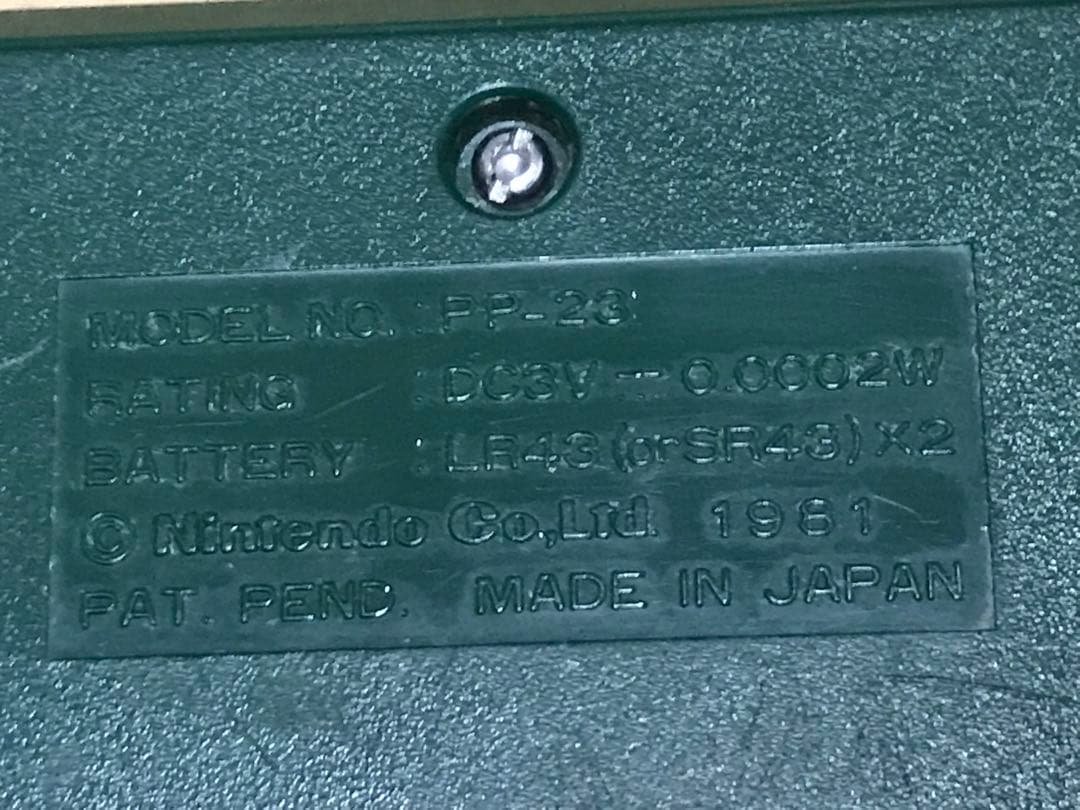 MODEL NO. : PP-23
RATING : DC3V ⎓ 0.0002W
BATTERY : LR43 (or SR43) X2
© Nintendo Co.,Ltd. 1981
PAT. PEND. MADE IN JAPAN